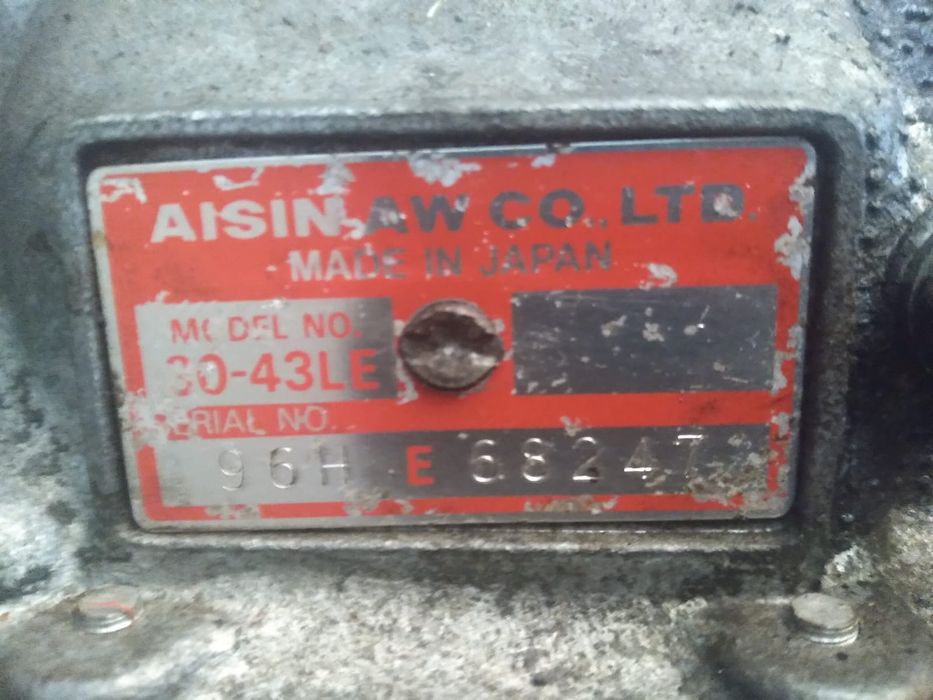 AISIN AW CO., LTD.
MADE IN JAPAN
MODEL NO.
30-43LE
SERIAL NO.
96H E 68247